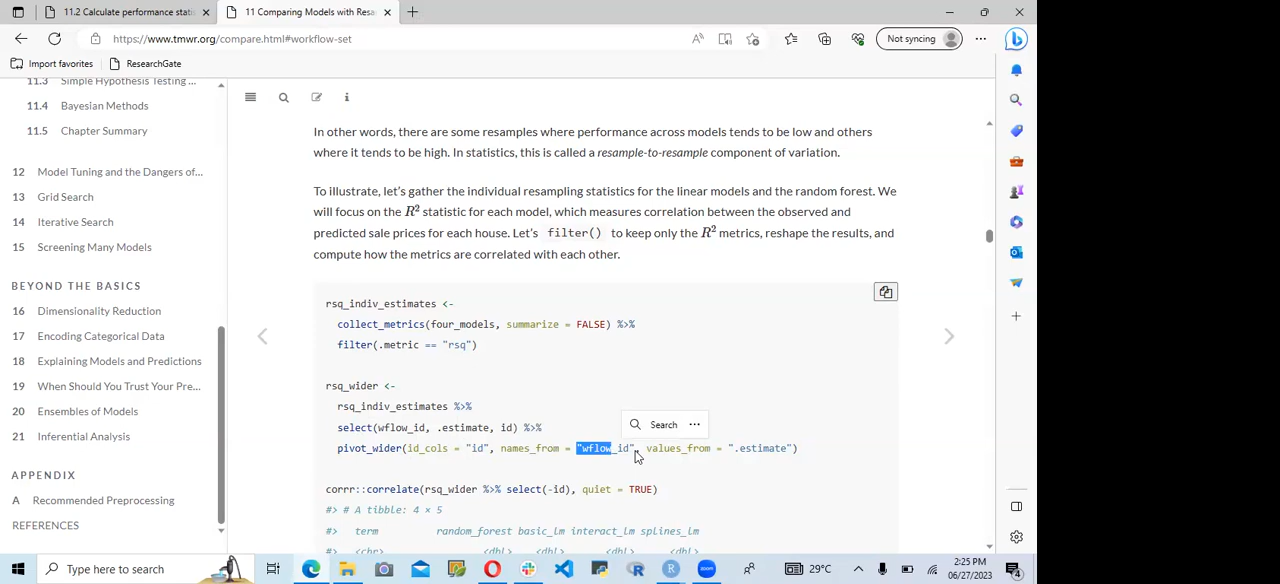 11.2 Calculate performance stati
11 Comparing Models with Resa
https://www.tmwr.org/compare.html#workflow-set
Not syncing
Import favorites
ResearchGate
11.3 Simple Hypothesis Testing ...
11.4 Bayesian Methods
11.5 Chapter Summary
12 Model Tuning and the Dangers of...
13 Grid Search
14 Iterative Search
15 Screening Many Models
BEYOND THE BASICS
16 Dimensionality Reduction
17 Encoding Categorical Data
18 Explaining Models and Predictions
19 When Should You Trust Your Pre...
20 Ensembles of Models
21 Inferential Analysis
APPENDIX
A Recommended Preprocessing
REFERENCES
In other words, there are some resamples where performance across models tends to be low and others
where it tends to be high. In statistics, this is called a resample-to-resample component of variation.
To illustrate, let's gather the individual resampling statistics for the linear models and the random forest. We
will focus on the R² statistic for each model, which measures correlation between the observed and
predicted sale prices for each house. Let's filter() to keep only the R² metrics, reshape the results, and
compute how the metrics are correlated with each other.
rsq_indiv_estimates <-
collect_metrics(four_models, summarize = FALSE) %>%
filter(.metric == "rsq")
rsq_wider <-
rsq_indiv_estimates %>%
select(wflow_id, .estimate, id) %>%
pivot_wider(id_cols = "id", names_from = "wflow_id", values_from = ".estimate")
corrr::correlate(rsq_wider %>% select(-id), quiet = TRUE)
#> # A tibble: 4 × 5
#> term random_forest basic_lm interact_lm splines_lm
#> <chr> <dbl> <dbl> <dbl> <dbl>
Search
Type here to search
29°C
2:25 PM
06/27/2023
4